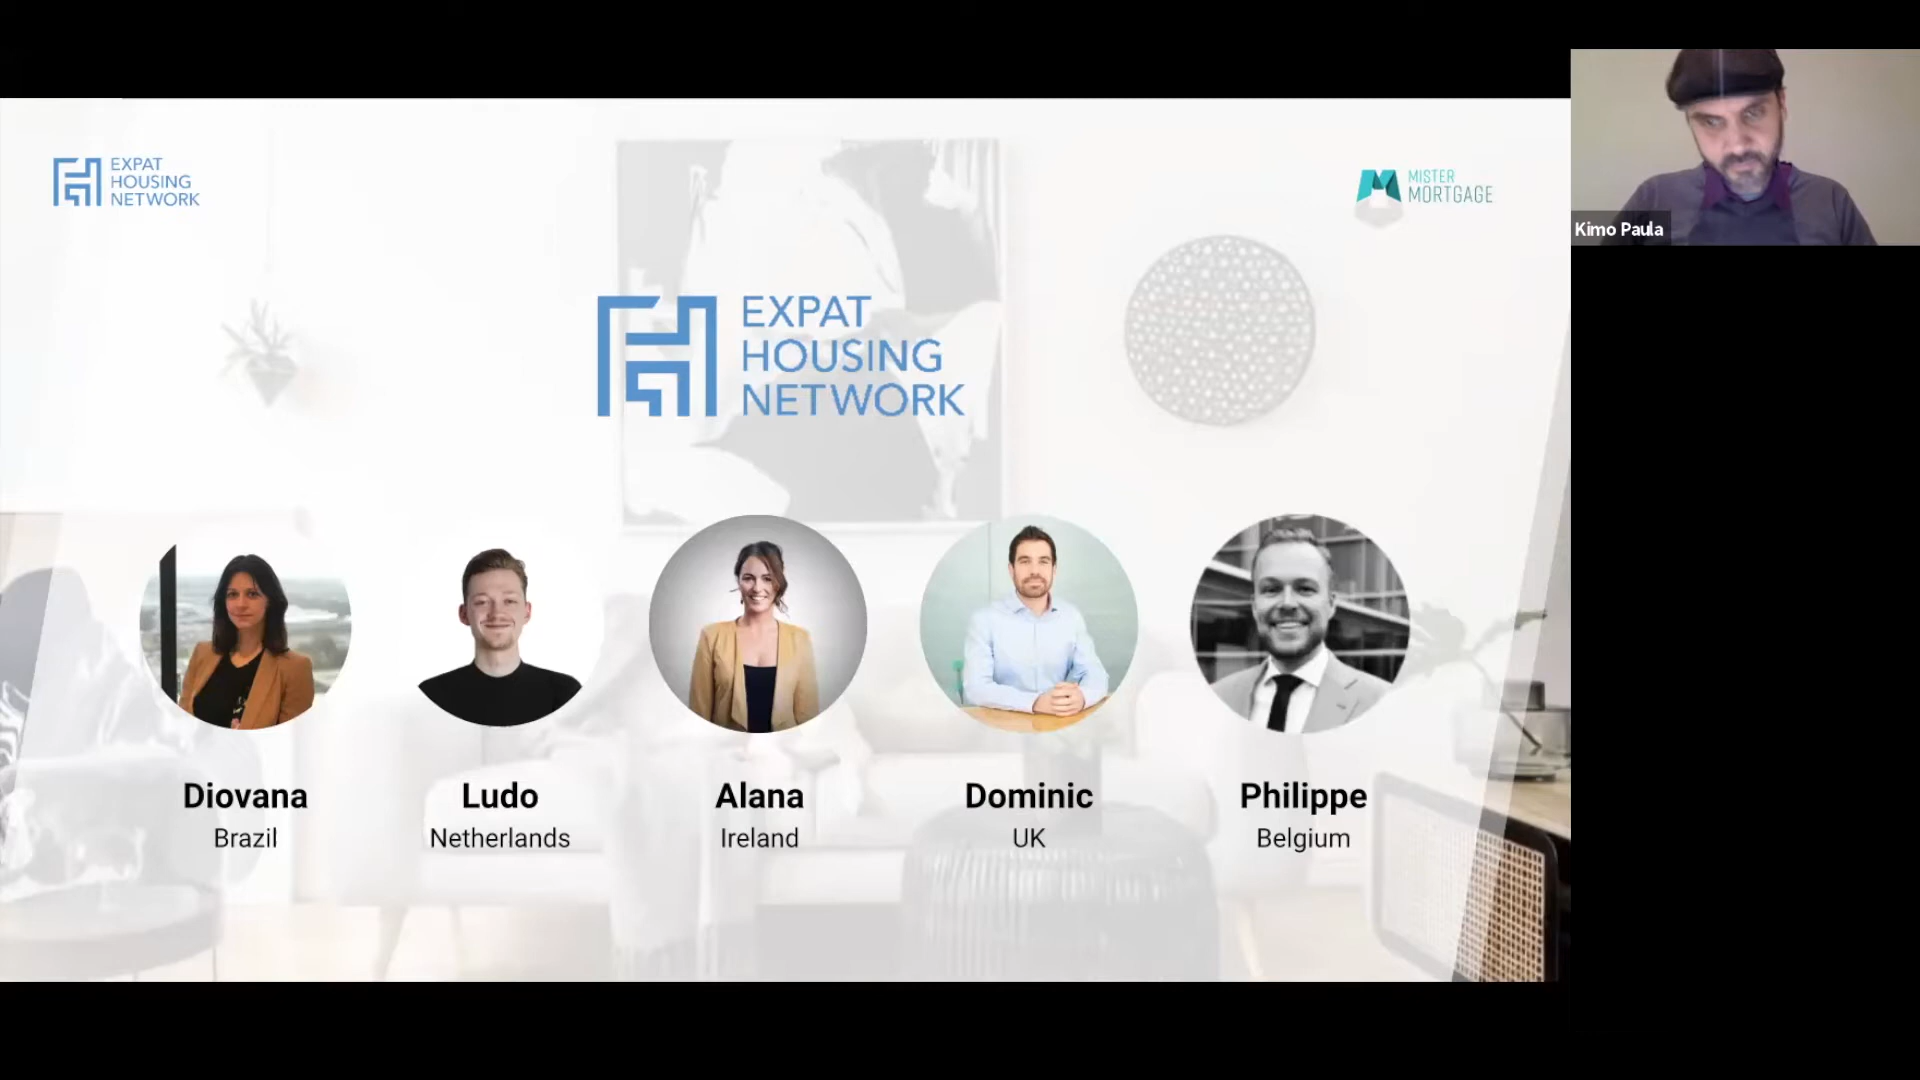 EXPAT
HOUSING
NETWORK
MISTER
MORTGAGE
Kimo Paula
EXPAT
HOUSING
NETWORK
Diovana
Brazil
Ludo
Netherlands
Alana
Ireland
Dominic
UK
Philippe
Belgium